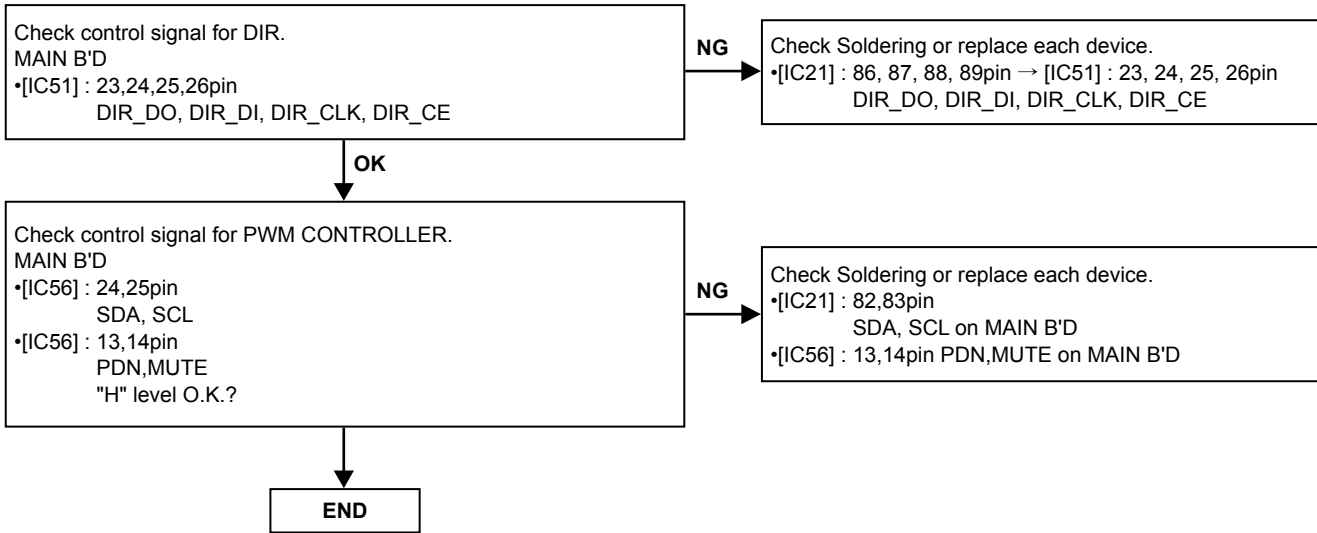 Check control signal for DIR.
MAIN B'D
•[IC51] : 23,24,25,26pin
DIR_DO, DIR_DI, DIR_CLK, DIR_CE
NG
Check Soldering or replace each device.
•[IC21] : 86, 87, 88, 89pin → [IC51] : 23, 24, 25, 26pin
DIR_DO, DIR_DI, DIR_CLK, DIR_CE
OK
Check control signal for PWM CONTROLLER.
MAIN B'D
•[IC56] : 24,25pin
SDA, SCL
•[IC56] : 13,14pin
PDN,MUTE
"H" level O.K.?
NG
Check Soldering or replace each device.
•[IC21] : 82,83pin
SDA, SCL on MAIN B'D
•[IC56] : 13,14pin PDN,MUTE on MAIN B'D
END